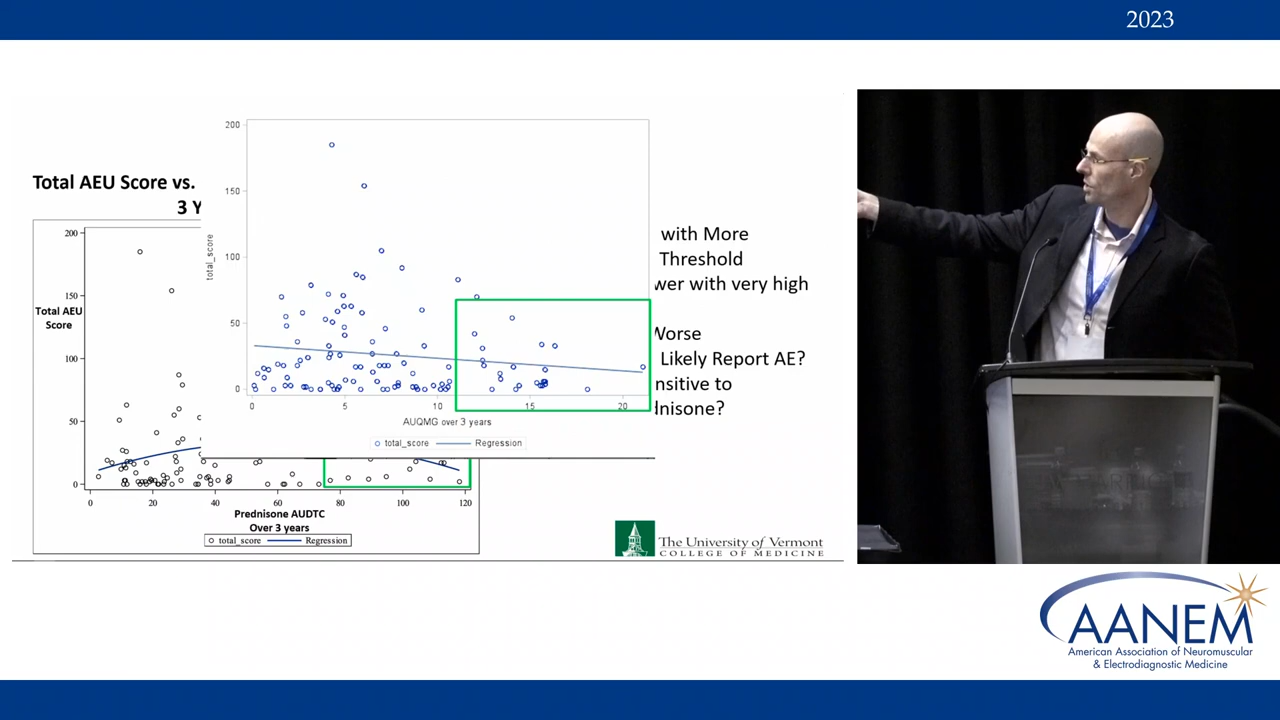 2023
Total AEU Score vs.
3 Y
200
150
Total AEU
Score
100
50
0
0
20
40
60
80
100
120
Prednisone AUDTC
Over 3 years
total_score
Regression
200
150
100
50
0
total_score
0
5
10
15
20
AUQMG over 3 years
total_score
Regression
with More
Threshold
wer with very high
Worse
Likely Report AE?
nsitive to
dnisone?
The University of Vermont
COLLEGE OF MEDICINE
AANEM
American Association of Neuromuscular
& Electrodiagnostic Medicine